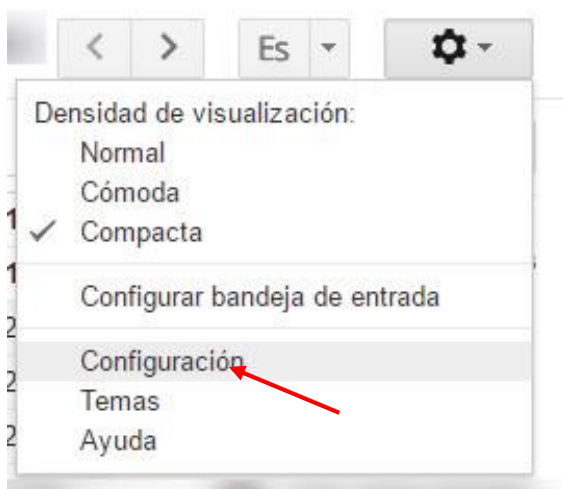 Es
Densidad de visualización:
Normal
Cómoda
Compacta
Configurar bandeja de entrada
Configuración
Temas
Ayuda